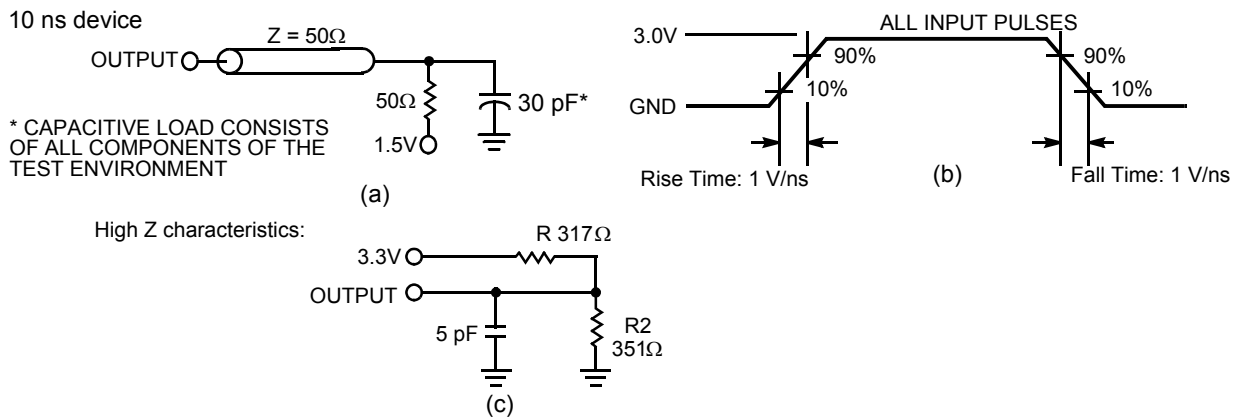 10 ns device
OUTPUT
Z = 50Ω
50Ω
30 pF*
1.5V
* CAPACITIVE LOAD CONSISTS
OF ALL COMPONENTS OF THE
TEST ENVIRONMENT
(a)
ALL INPUT PULSES
3.0V
90%
10%
GND
90%
10%
Rise Time: 1 V/ns
(b)
Fall Time: 1 V/ns
High Z characteristics:
R 317Ω
3.3V
OUTPUT
5 pF
R2
351Ω
(c)